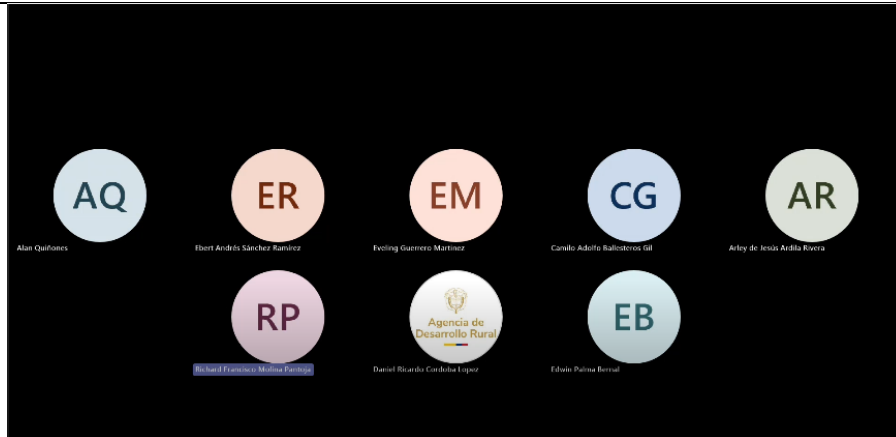 AQ
Alan Quiñones
ER
Ebert Andrés Sánchez Ramírez
EM
Eveling Guerrero Martinez
CG
Camilo Adolfo Ballesteros Gil
AR
Arley de Jesús Ardila Rivera
RP
Richard Francisco Molina Pantoja
Agencia de
Desarrollo Rural
Daniel Ricardo Cordoba Lopez
EB
Edwin Palma Bernal